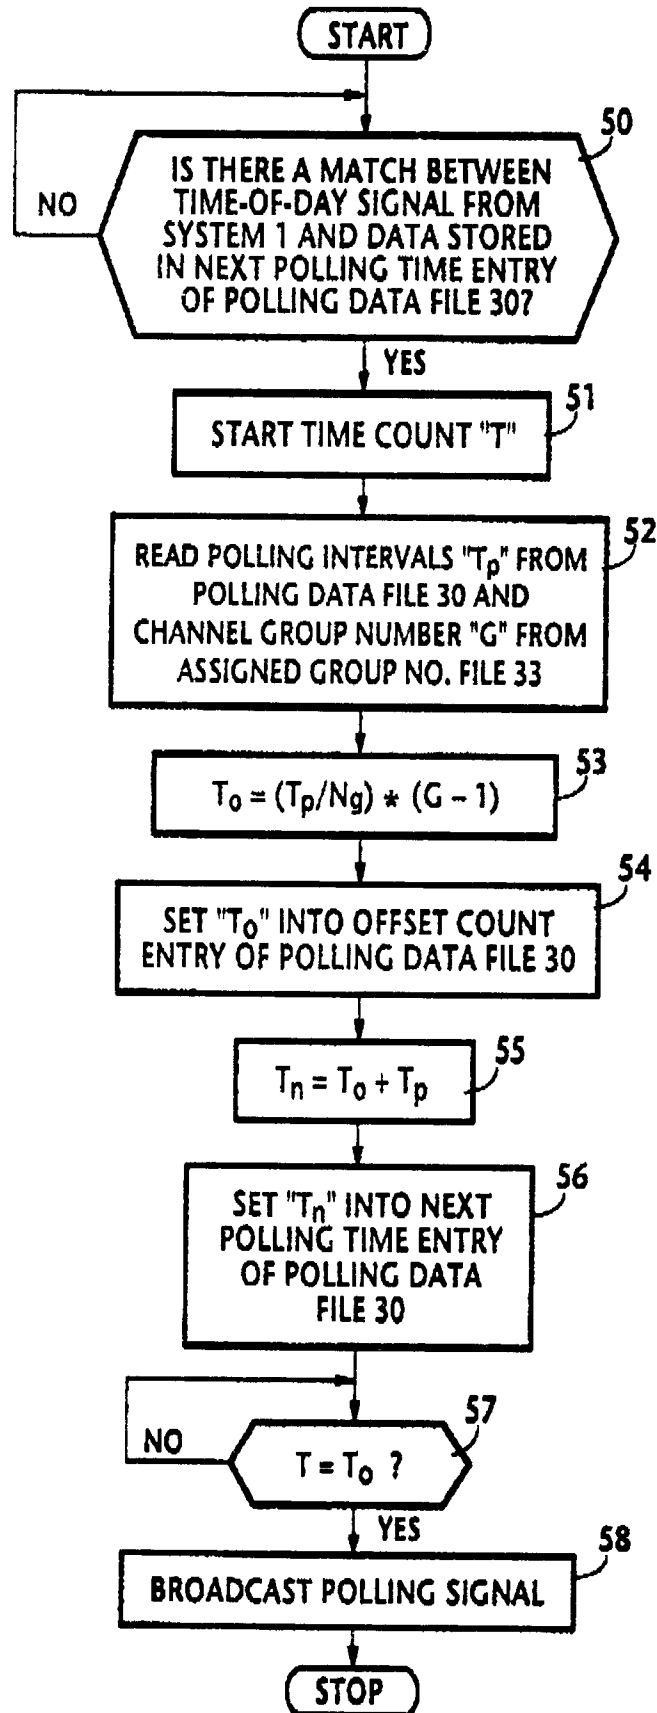 START
50
IS THERE A MATCH BETWEEN
TIME-OF-DAY SIGNAL FROM
SYSTEM 1 AND DATA STORED
IN NEXT POLLING TIME ENTRY
OF POLLING DATA FILE 30?
NO
YES
51
START TIME COUNT "T"
52
READ POLLING INTERVALS "Tp" FROM
POLLING DATA FILE 30 AND
CHANNEL GROUP NUMBER "G" FROM
ASSIGNED GROUP NO. FILE 33
53
To = (Tp/Ng) * (G – 1)
54
SET "To" INTO OFFSET COUNT
ENTRY OF POLLING DATA FILE 30
55
Tn = To + Tp
56
SET "Tn" INTO NEXT
POLLING TIME ENTRY
OF POLLING DATA
FILE 30
57
NO
T = To ?
YES
58
BROADCAST POLLING SIGNAL
STOP